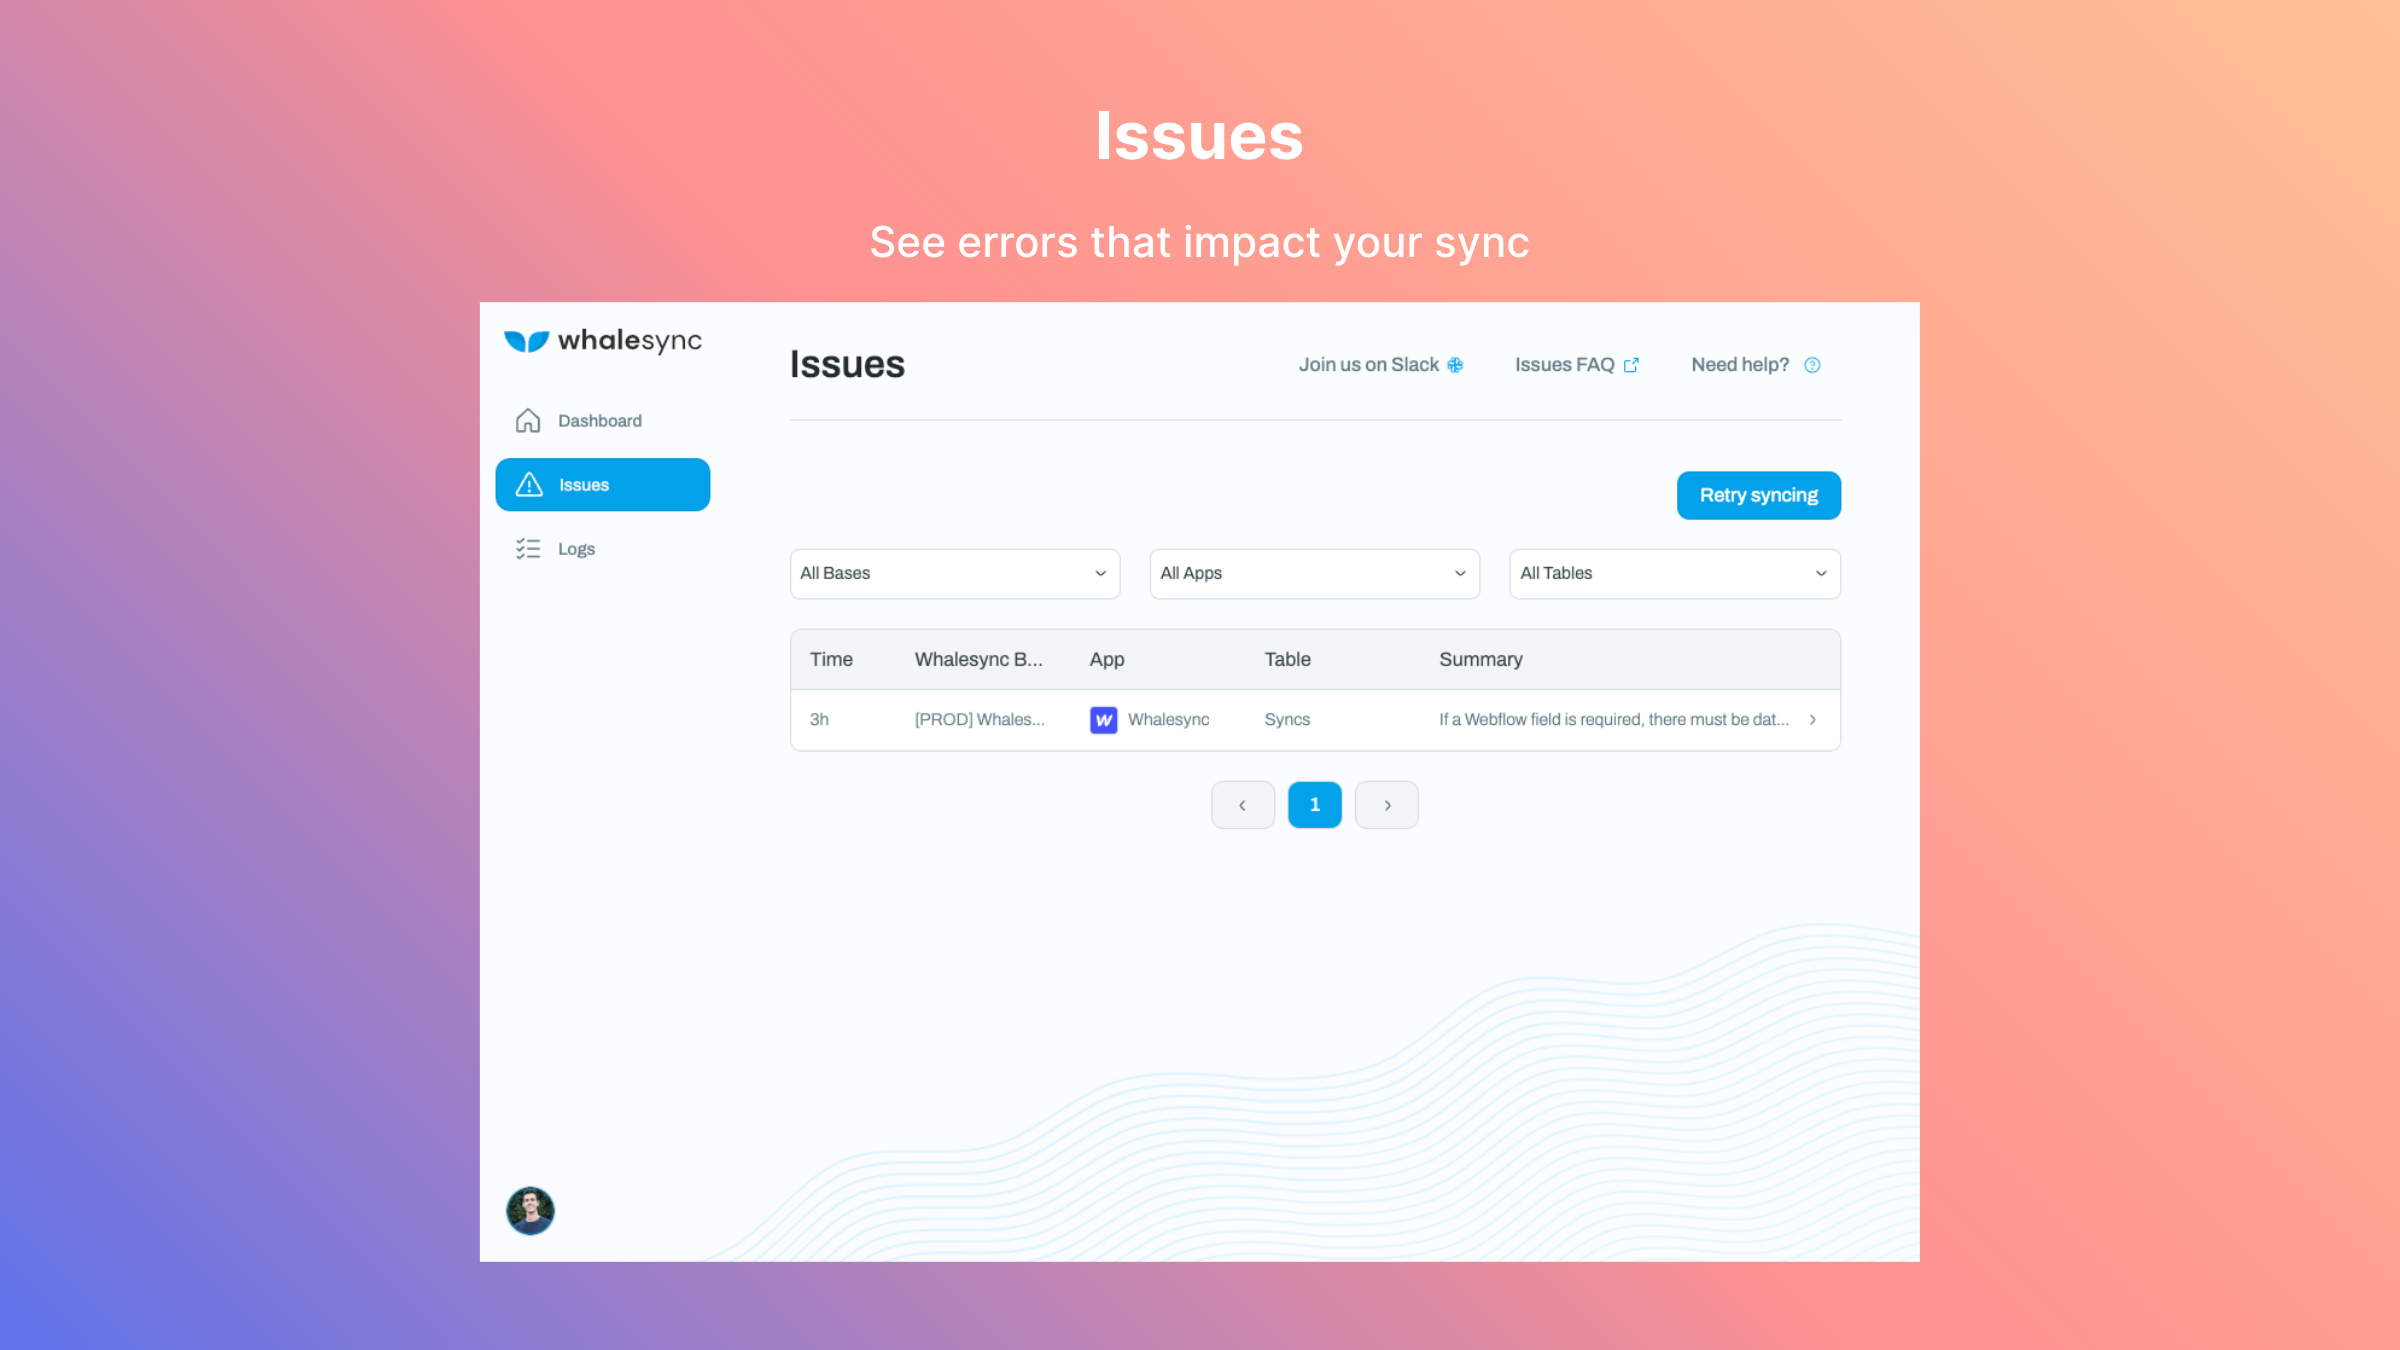 Issues
See errors that impact your sync
whalesync
Dashboard
Issues
Logs
Issues
Join us on Slack
Issues FAQ
Need help?
Retry syncing
All Bases
All Apps
All Tables
Time Whalesync B... App Table Summary
3h [PROD] Whales... W Whalesync Syncs If a Webflow field is required, there must be dat...
1